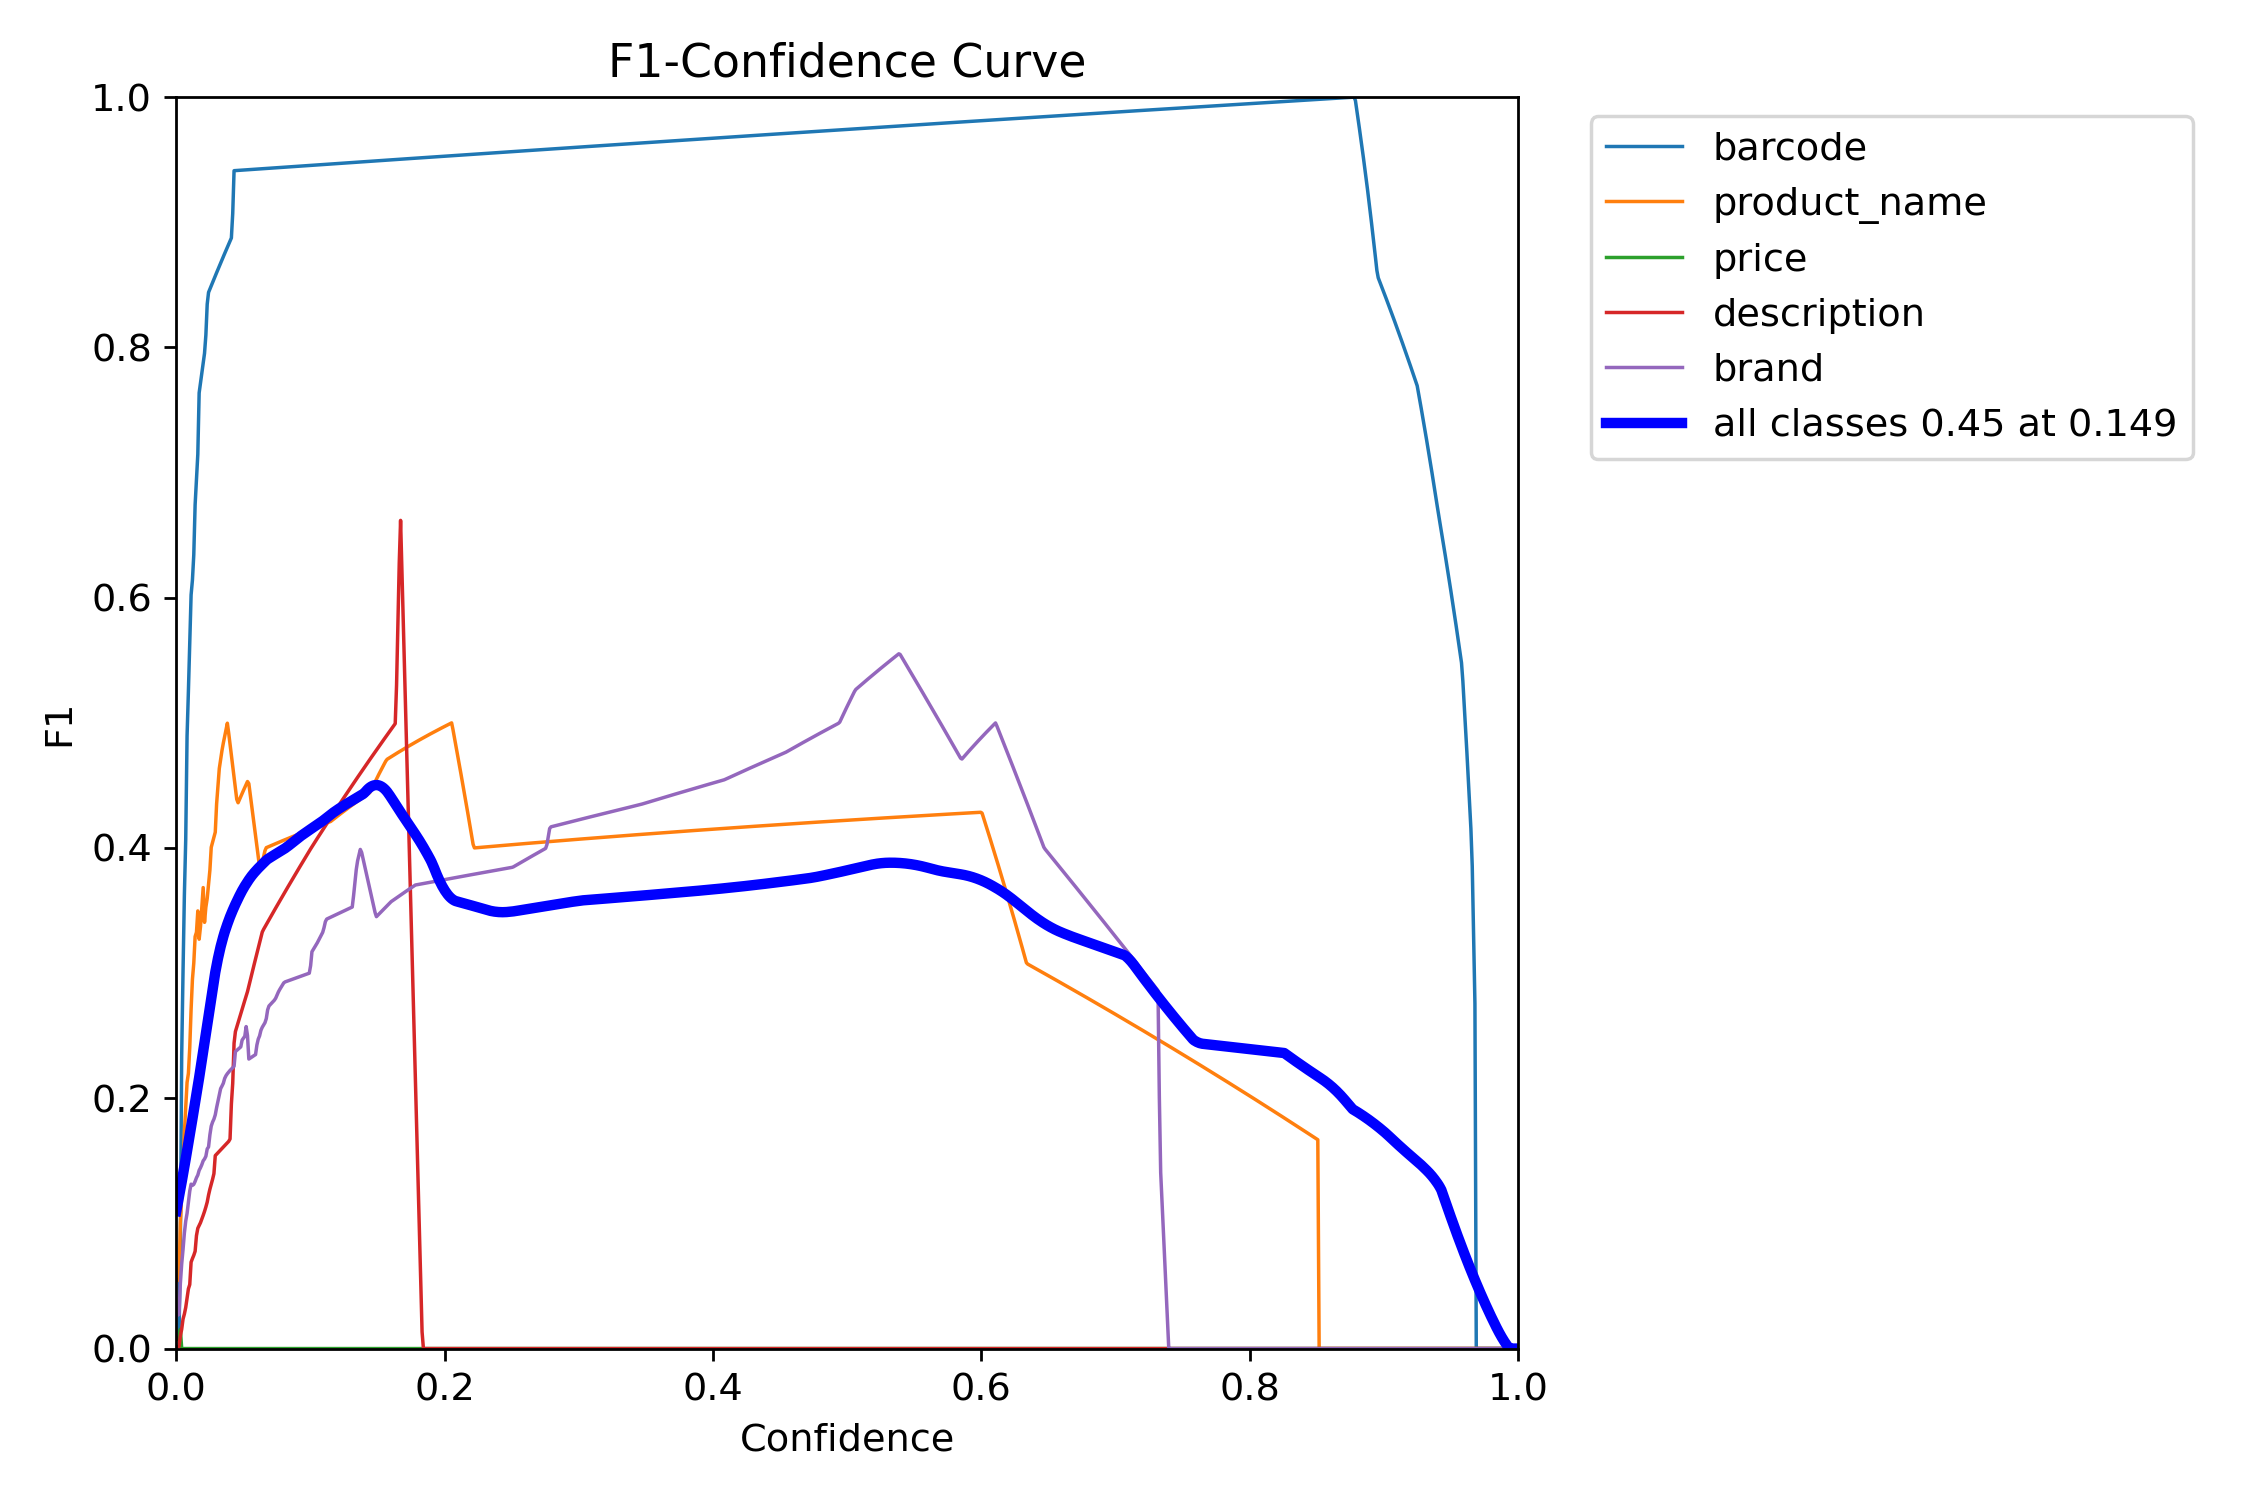 F1-Confidence Curve
1.0
0.8
0.6
0.4
0.2
0.0
F1
0.0 0.2 0.4 0.6 0.8 1.0
Confidence
barcode
product_name
price
description
brand
all classes 0.45 at 0.149